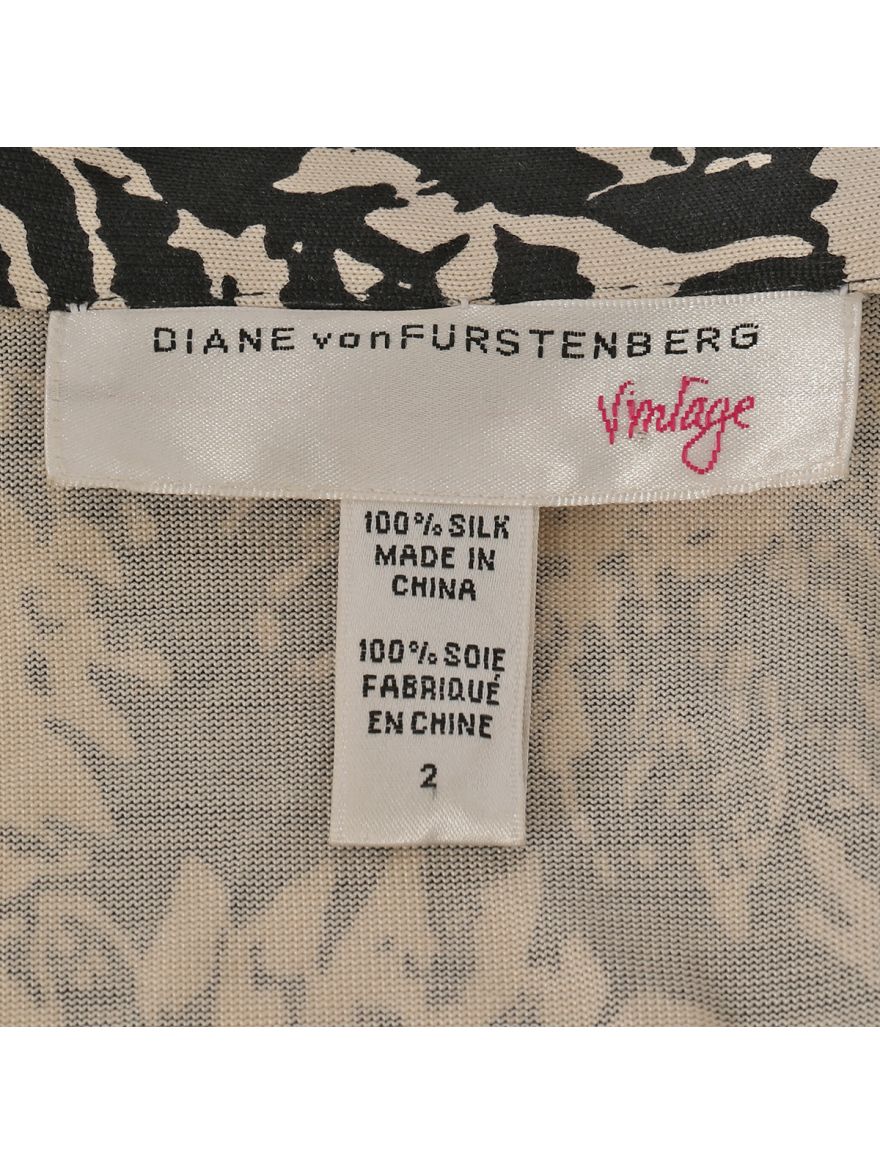 DIANE vonFURSTENBERG
Vintage
100% SILK
MADE IN
CHINA
100% SOIE
FABRIQUÉ
EN CHINE
2